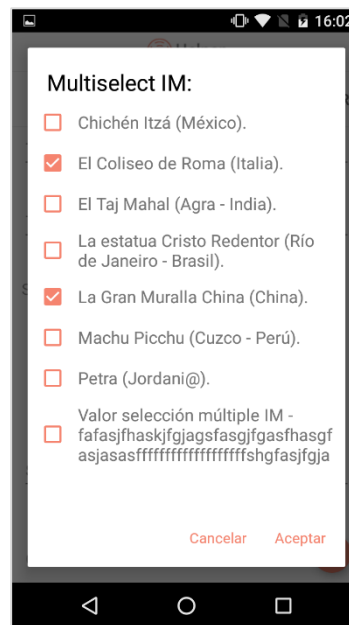 16:02
Multiselect IM:
Chichén Itzá (México).
El Coliseo de Roma (Italia).
El Taj Mahal (Agra - India).
La estatua Cristo Redentor (Río
de Janeiro - Brasil).
La Gran Muralla China (China).
Machu Picchu (Cuzco - Perú).
Petra (Jordani@).
Valor selección múltiple IM -
fafasjfhaskjfgjagsfasgjfgasfhasgf
asjasasfffffffffffffffffffshgfasjfgja
Cancelar Aceptar